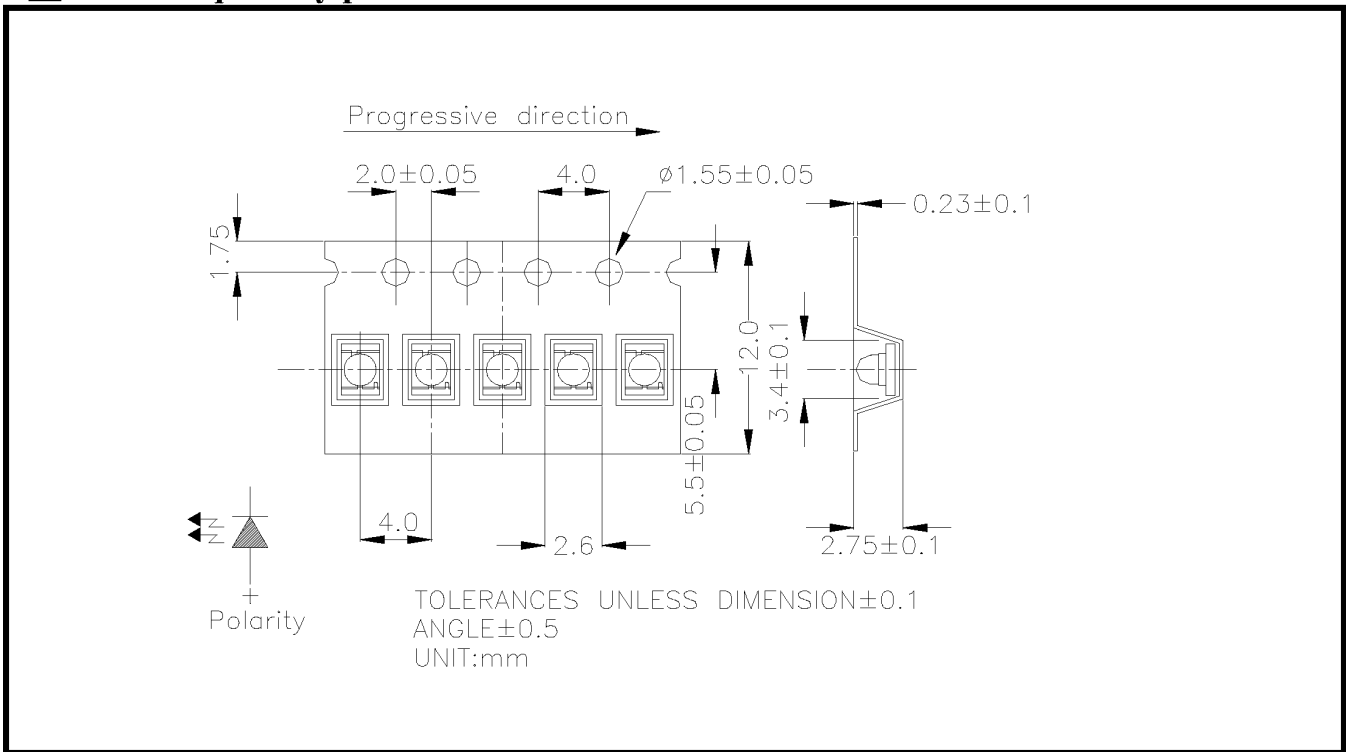 Progressive direction
2.0±0.05
4.0
ø1.55±0.05
0.23±0.1
1.75
12.0
3.4±0.1
5.5±0.05
4.0
2.6
2.75±0.1
+
Polarity
TOLERANCES UNLESS DIMENSION±0.1
ANGLE±0.5
UNIT:mm